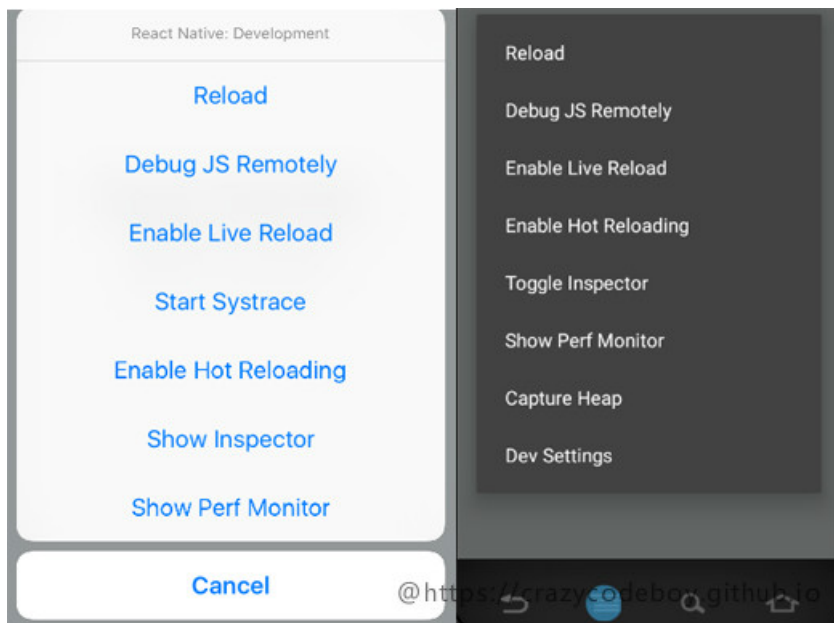 React Native: Development
Reload
Debug JS Remotely
Enable Live Reload
Start Systrace
Enable Hot Reloading
Show Inspector
Show Perf Monitor
Cancel
Reload
Debug JS Remotely
Enable Live Reload
Enable Hot Reloading
Toggle Inspector
Show Perf Monitor
Capture Heap
Dev Settings
@https://crazycodeboy.github.io